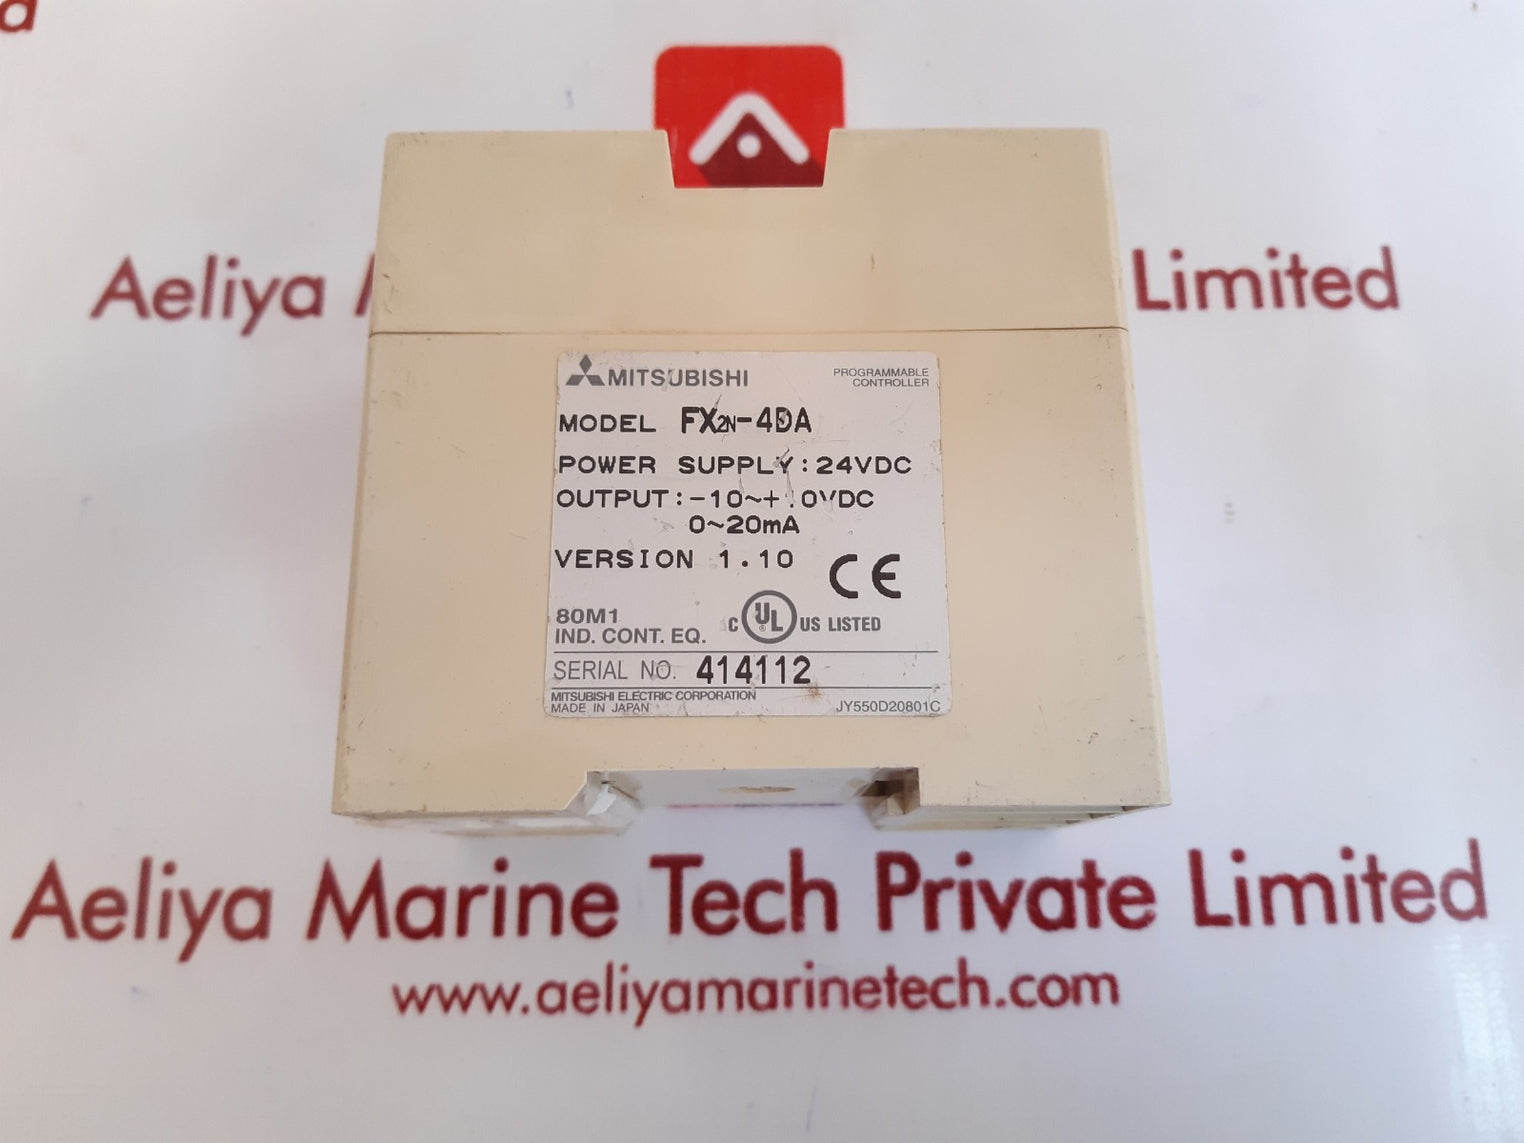 d
Aeliya
Limited
MITSUBISHI
PROGRAMMABLE
CONTROLLER
MODEL FX2N-4DA
POWER SUPPLY:24VDC
OUTPUT:-10~+ 0VDC
0~20mA
VERSION 1.10
CE
80M1
IND. CONT. EQ.
C UL ® US LISTED
SERIAL NO. 414112
MITSUBISHI ELECTRIC CORPORATION
MADE IN JAPAN
JY550D20801C
Aeliya Marine Tech Private Limited
www.aeliyamarinetech.com